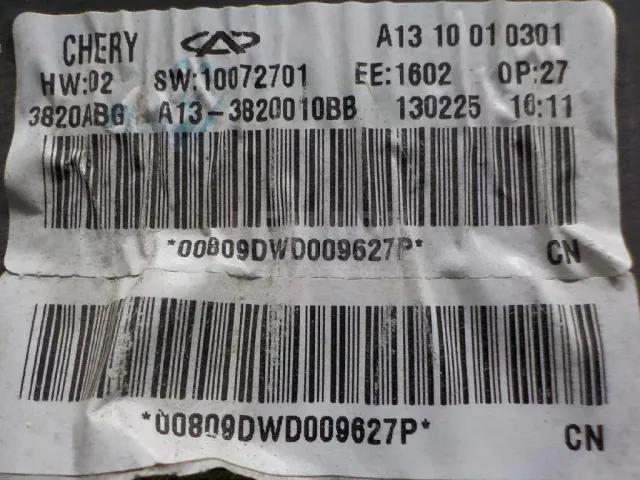 CHERY A13 10 01 0301
HW:02 SW:10072701 EE:1602 OP:27
3820ABG A13-3820010BB 130225 16:11
*00809DWD009627P* CN
*00809DWD009627P* CN